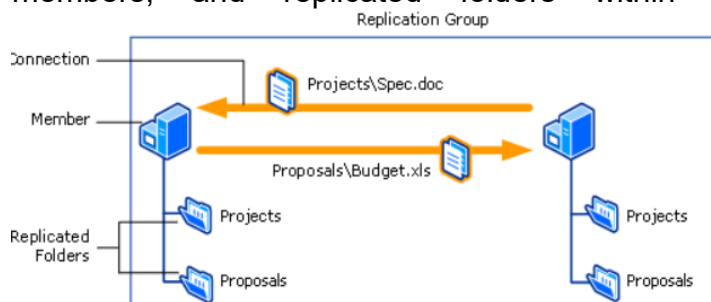 members, and replicated folders within
Replication Group
Connection
Projects\Spec.doc
Member
Proposals\Budget.xls
Projects
Projects
Replicated
Folders
Proposals
Proposals